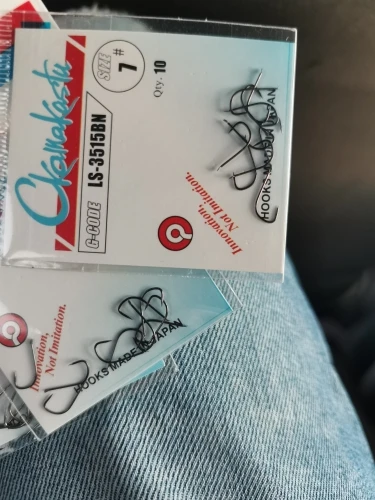 Gamakatsu
SIZE
# 7
Qty. 10
G-CODE LS-3515BN
Innovation,
Not Imitation.
HOOKS MADE IN JAPAN
Innovation,
Not Imitation.
HOOKS MADE IN JAPAN